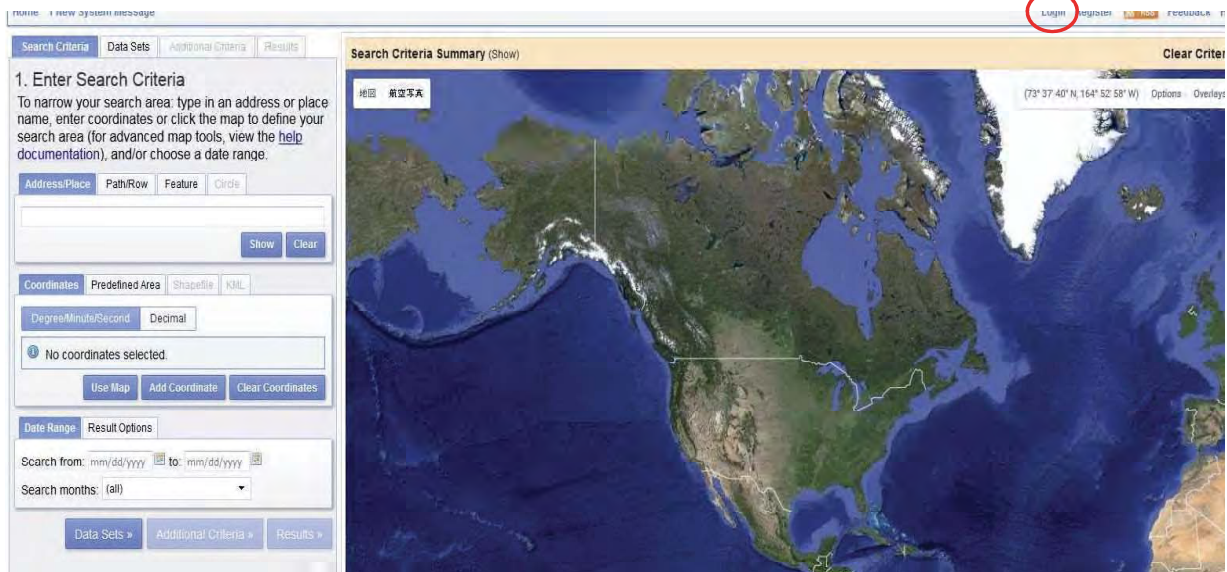 Home 1 New System Message
Login Register RSS Feedback
Search Criteria Data Sets Additional Criteria Results
1. Enter Search Criteria
To narrow your search area: type in an address or place
name, enter coordinates or click the map to define your
search area (for advanced map tools, view the help
documentation), and/or choose a date range.
Address/Place Path/Row Feature Circle
Show Clear
Coordinates Predefined Area Shapefile KML
Degree/Minute/Second Decimal
No coordinates selected.
Use Map Add Coordinate Clear Coordinates
Date Range Result Options
Search from: mm/dd/yyyy to: mm/dd/yyyy
Search months: (all)
Data Sets » Additional Criteria » Results »
Search Criteria Summary (Show) Clear Criter
地図 航空写真
(73° 37' 40" N, 164° 52' 58" W) Options Overlays